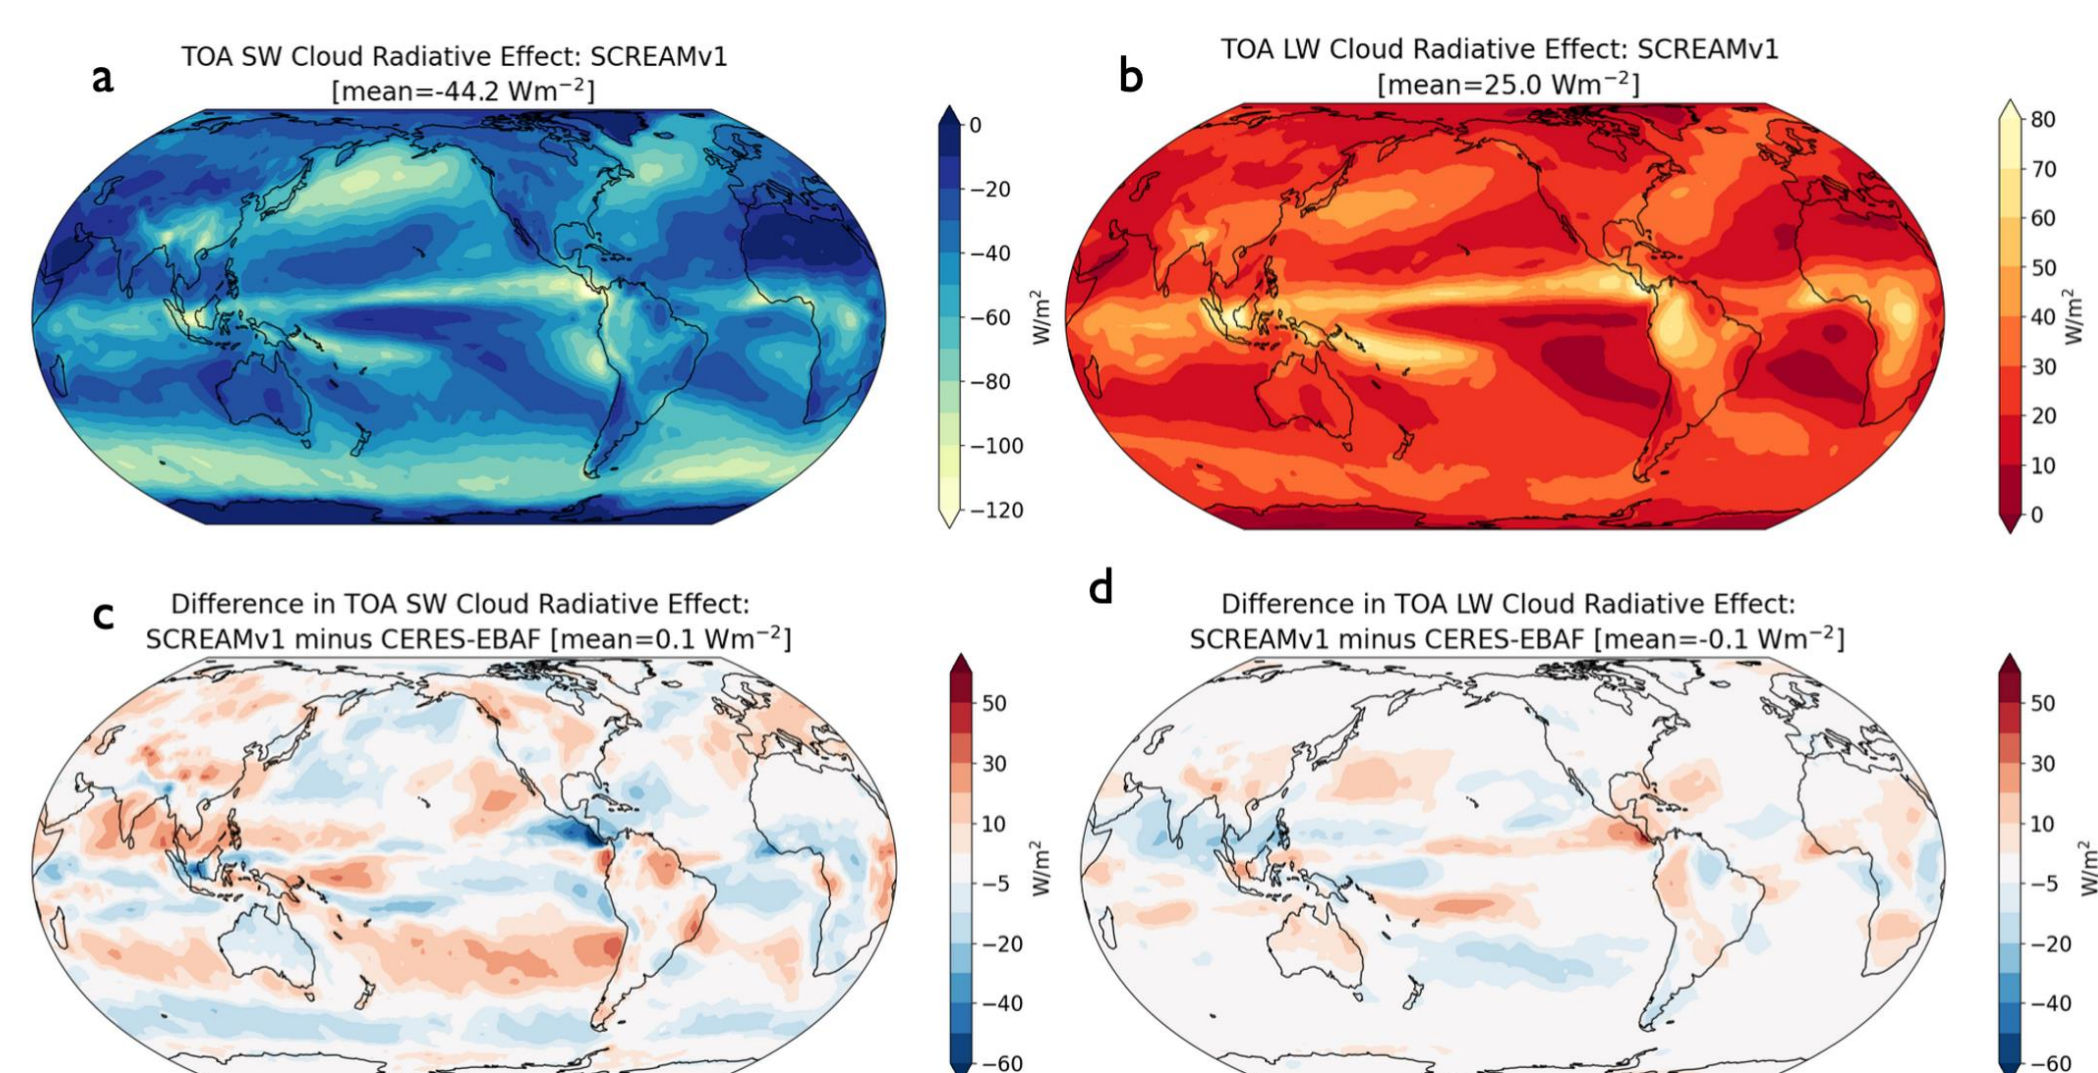 a
TOA SW Cloud Radiative Effect: SCREAMv1
[mean=-44.2 Wm⁻²]
0
−20
−40
−60
−80
−100
−120
W/m²
b
TOA LW Cloud Radiative Effect: SCREAMv1
[mean=25.0 Wm⁻²]
80
70
60
50
40
30
20
10
0
W/m²
c
Difference in TOA SW Cloud Radiative Effect:
SCREAMv1 minus CERES-EBAF [mean=0.1 Wm⁻²]
50
30
10
−5
−20
−40
−60
W/m²
d
Difference in TOA LW Cloud Radiative Effect:
SCREAMv1 minus CERES-EBAF [mean=-0.1 Wm⁻²]
50
30
10
−5
−20
−40
−60
W/m²